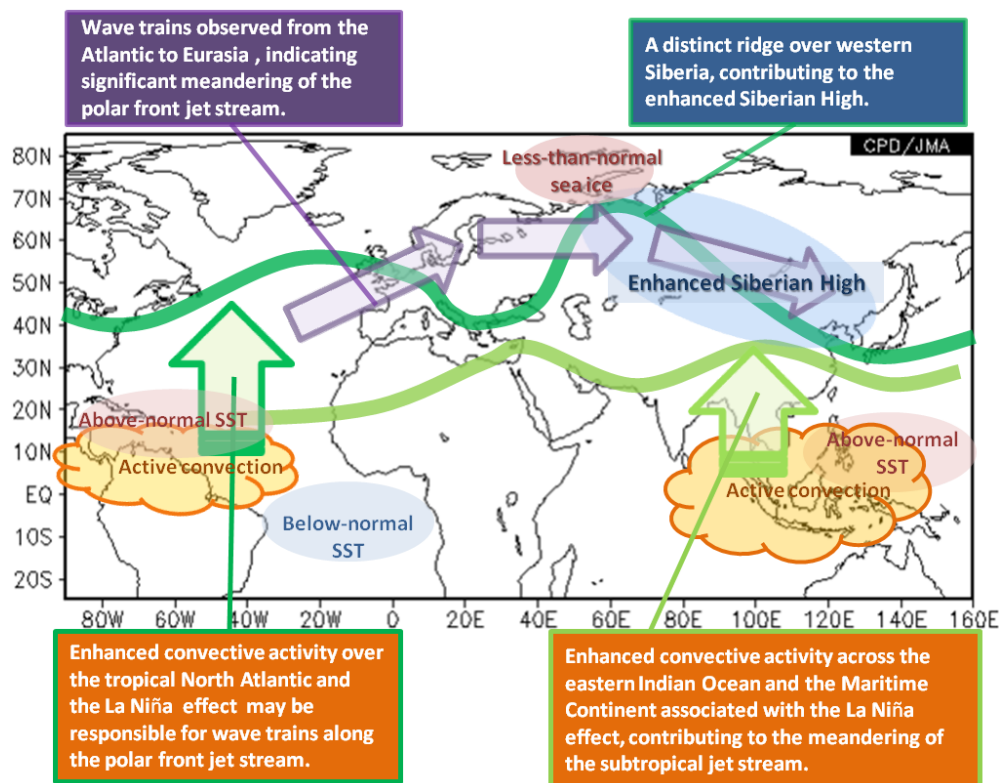 Wave trains observed from the
Atlantic to Eurasia , indicating
significant meandering of the
polar front jet stream.
A distinct ridge over western
Siberia, contributing to the
enhanced Siberian High.
CPD/JMA
80N
70N
60N
50N
40N
30N
20N
10N
EQ
10S
20S
Less-than-normal
sea ice
Enhanced Siberian High
Above-normal SST
Active convection
Below-normal
SST
Above-normal
SST
Active convection
80W
60W
40W
20W
0
20E
40E
60E
80E
100E
120E
140E
160E
Enhanced convective activity over
the tropical North Atlantic and
the La Niña effect may be
responsible for wave trains along
the polar front jet stream.
Enhanced convective activity across the
eastern Indian Ocean and the Maritime
Continent associated with the La Niña
effect, contributing to the meandering of
the subtropical jet stream.